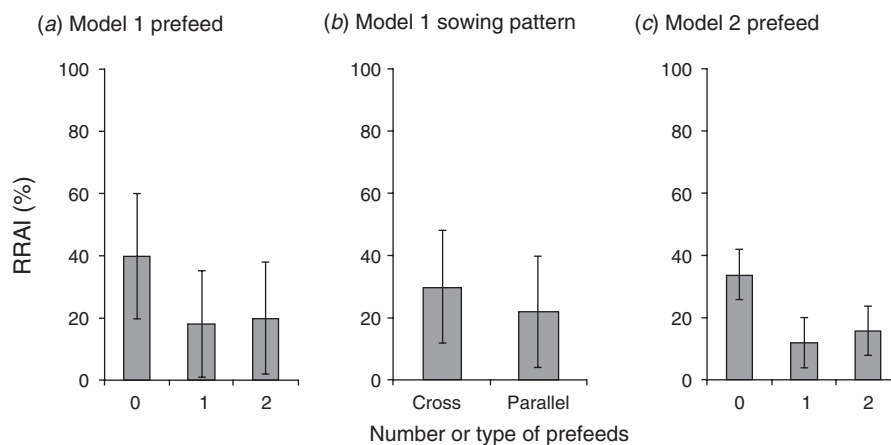 (a) Model 1 prefeed
(b) Model 1 sowing pattern
(c) Model 2 prefeed
RRAI (%)
100
80
60
40
20
0
0 1 2
100
80
60
40
20
0
Cross Parallel
100
80
60
40
20
0
0 1 2
Number or type of prefeeds